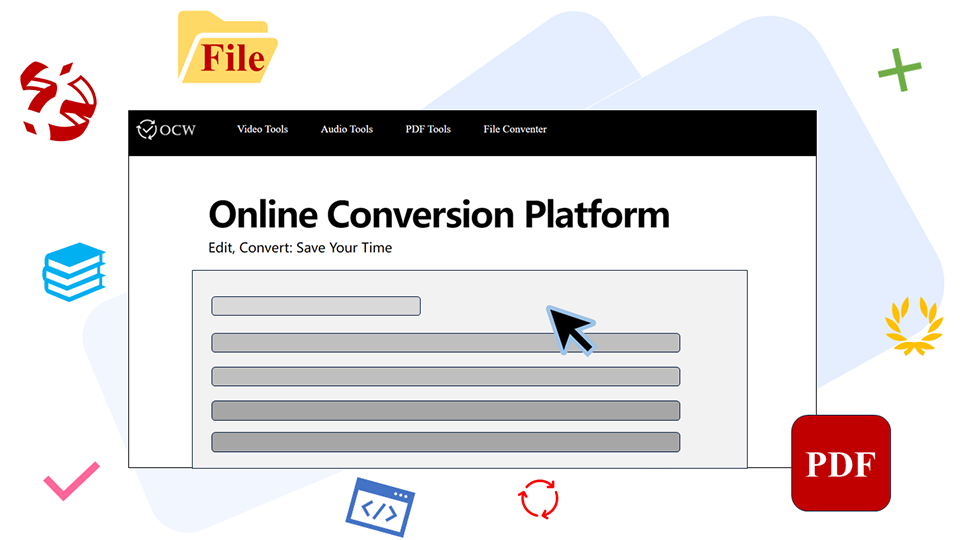 File
OCW
Video Tools
Audio Tools
PDF Tools
File Conventer
Online Conversion Platform
Edit, Convert: Save Your Time
PDF
</>